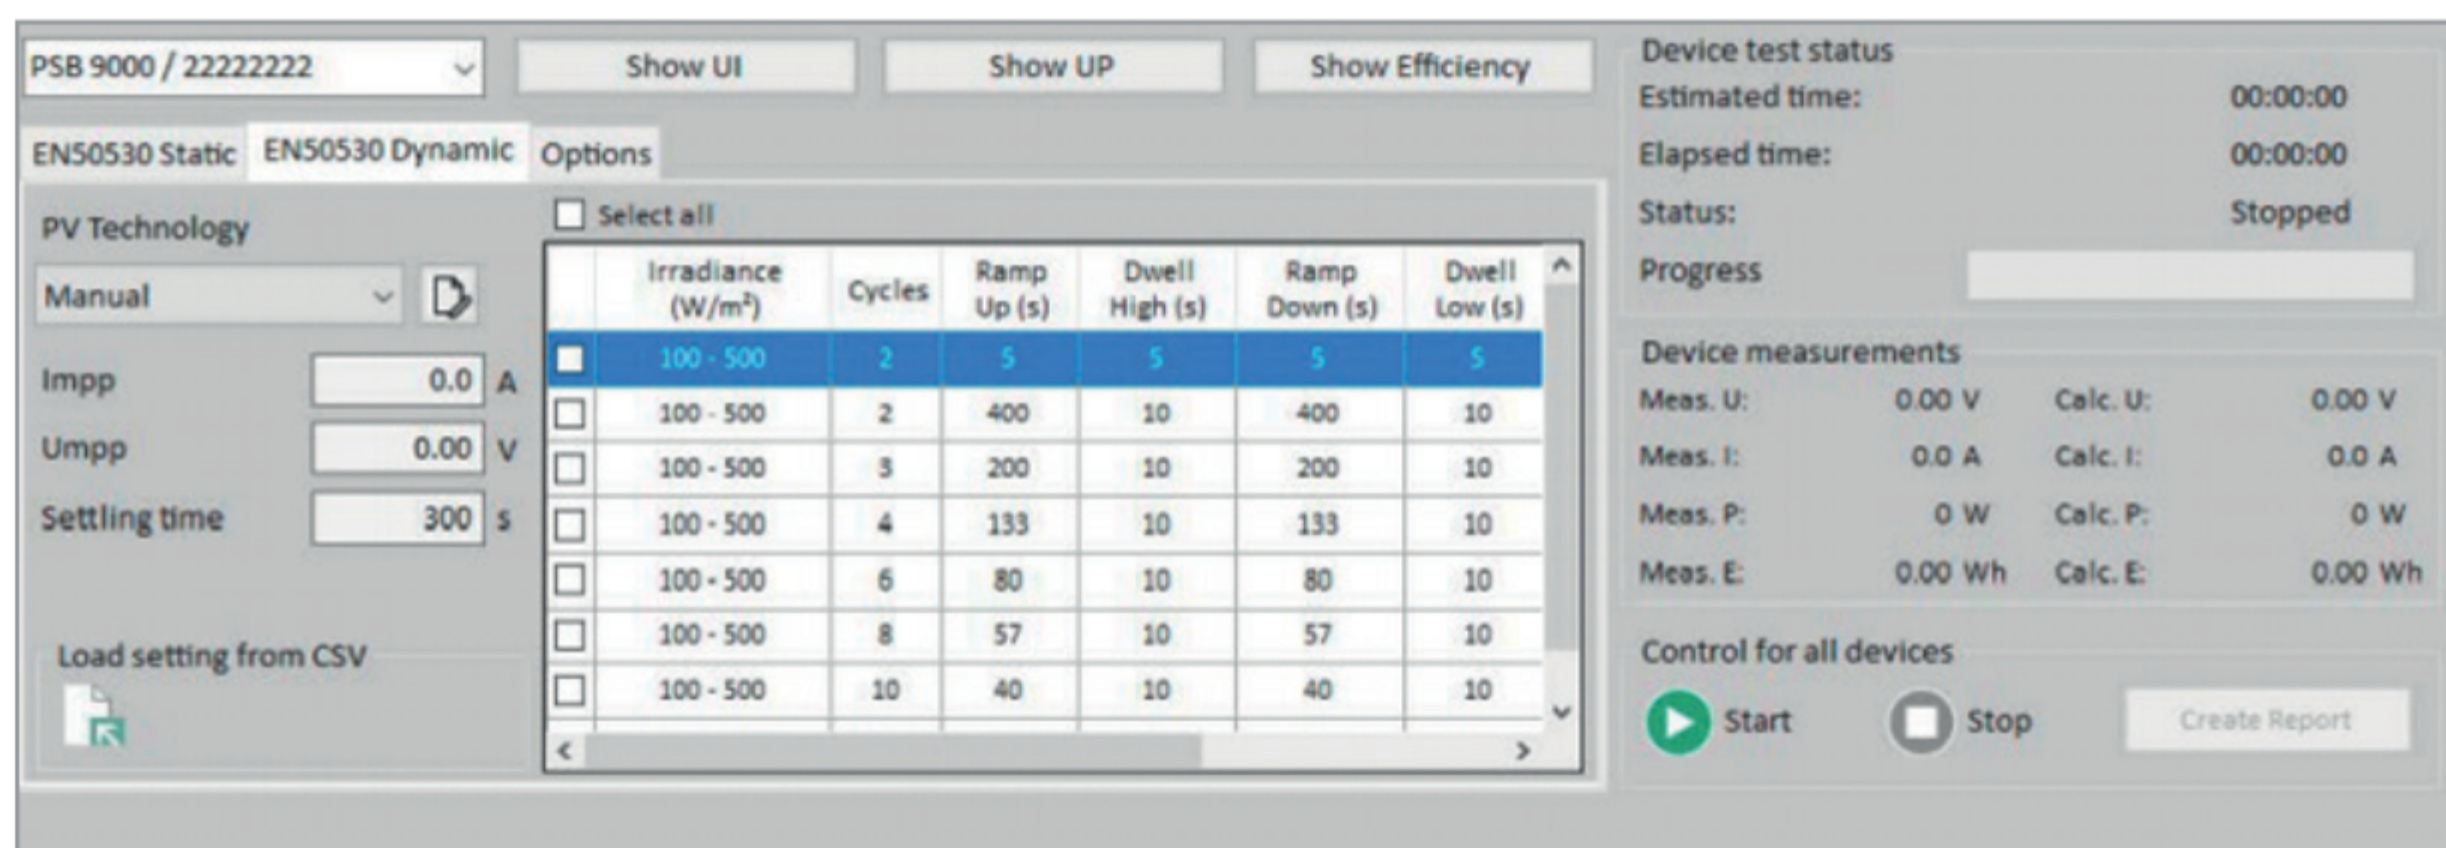 PSB 9000 / 22222222
Show UI
Show UP
Show Efficiency
EN50530 Static
EN50530 Dynamic
Options
PV Technology
Manual
Impp 0.0 A
Umpp 0.00 V
Settling time 300 s
Load setting from CSV
Select all
Irradiance (W/m²) Cycles Ramp Up (s) Dwell High (s) Ramp Down (s) Dwell Low (s)
100 - 500 2 5 5 5 5
100 - 500 2 400 10 400 10
100 - 500 3 200 10 200 10
100 - 500 4 133 10 133 10
100 - 500 6 80 10 80 10
100 - 500 8 57 10 57 10
100 - 500 10 40 10 40 10
Device test status
Estimated time: 00:00:00
Elapsed time: 00:00:00
Status: Stopped
Progress
Device measurements
Meas. U: 0.00 V Calc. U: 0.00 V
Meas. I: 0.0 A Calc. I: 0.0 A
Meas. P: 0 W Calc. P: 0 W
Meas. E: 0.00 Wh Calc. E: 0.00 Wh
Control for all devices
Start
Stop
Create Report